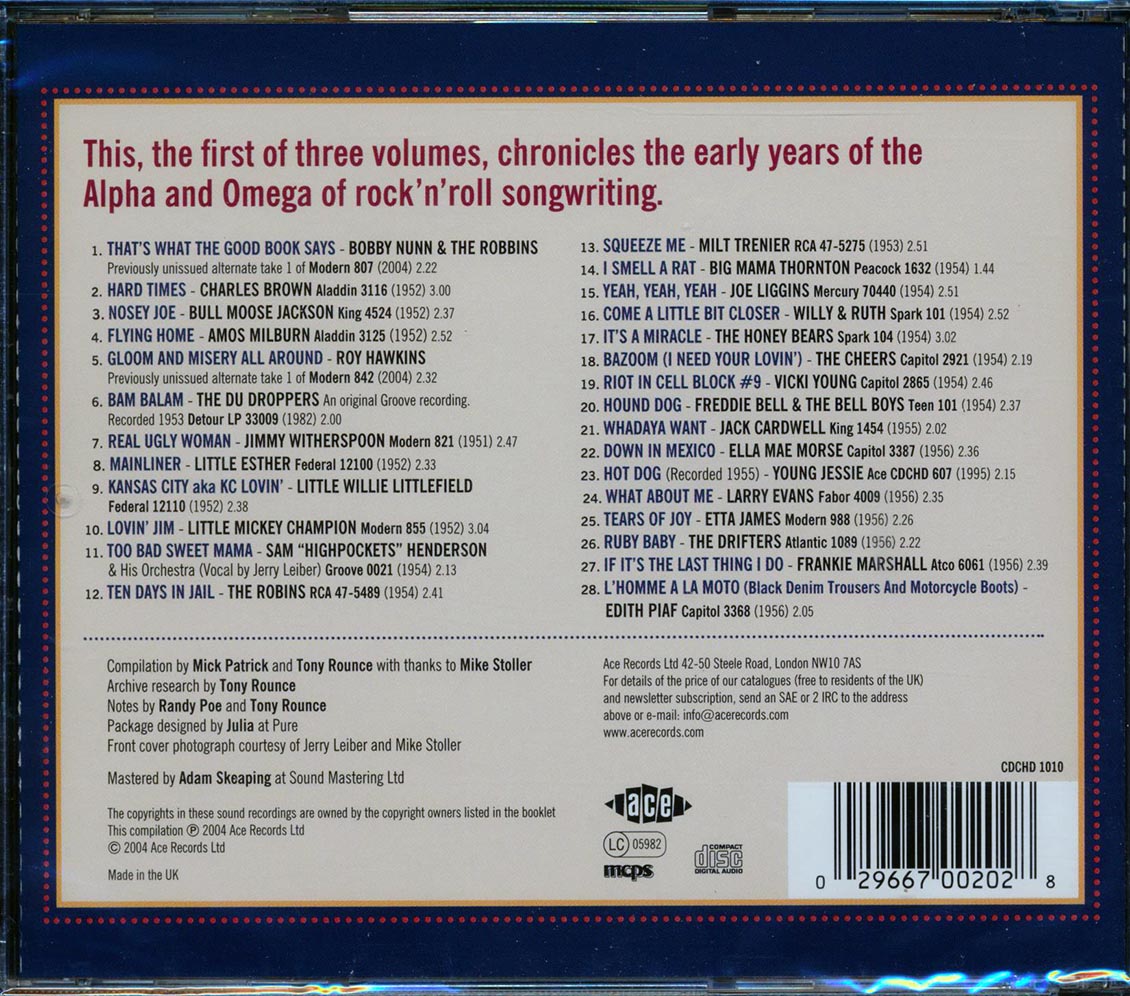 This, the first of three volumes, chronicles the early years of the
Alpha and Omega of rock'n'roll songwriting.
1. THAT'S WHAT THE GOOD BOOK SAYS - BOBBY NUNN & THE ROBBINS
Previously unissued alternate take 1 of Modern 807 (2004) 2.22
2. HARD TIMES - CHARLES BROWN Aladdin 3116 (1952) 3.00
3. NOSEY JOE - BULL MOOSE JACKSON King 4524 (1952) 2.37
4. FLYING HOME - AMOS MILBURN Aladdin 3125 (1952) 2.52
5. GLOOM AND MISERY ALL AROUND - ROY HAWKINS
Previously unissued alternate take 1 of Modern 842 (2004) 2.32
6. BAM BALAM - THE DU DROPPERS An original Groove recording.
Recorded 1953 Detour LP 33009 (1982) 2.00
7. REAL UGLY WOMAN - JIMMY WITHERSPOON Modern 821 (1951) 2.47
8. MAINLINER - LITTLE ESTHER Federal 12100 (1952) 2.33
9. KANSAS CITY aka KC LOVIN' - LITTLE WILLIE LITTLEFIELD
Federal 12110 (1952) 2.38
10. LOVIN' JIM - LITTLE MICKEY CHAMPION Modern 855 (1952) 3.04
11. TOO BAD SWEET MAMA - SAM "HIGHPOCKETS" HENDERSON
& His Orchestra (Vocal by Jerry Leiber) Groove 0021 (1954) 2.13
12. TEN DAYS IN JAIL - THE ROBINS RCA 47-5489 (1954) 2.41
13. SQUEEZE ME - MILT TRENIER RCA 47-5275 (1953) 2.51
14. I SMELL A RAT - BIG MAMA THORNTON Peacock 1632 (1954) 1.44
15. YEAH, YEAH, YEAH - JOE LIGGINS Mercury 70440 (1954) 2.51
16. COME A LITTLE BIT CLOSER - WILLY & RUTH Spark 101 (1954) 2.52
17. IT'S A MIRACLE - THE HONEY BEARS Spark 104 (1954) 3.02
18. BAZOOM (I NEED YOUR LOVIN') - THE CHEERS Capitol 2921 (1954) 2.19
19. RIOT IN CELL BLOCK #9 - VICKI YOUNG Capitol 2865 (1954) 2.46
20. HOUND DOG - FREDDIE BELL & THE BELL BOYS Teen 101 (1954) 2.37
21. WHADAYA WANT - JACK CARDWELL King 1454 (1955) 2.02
22. DOWN IN MEXICO - ELLA MAE MORSE Capitol 3387 (1956) 2.36
23. HOT DOG (Recorded 1955) - YOUNG JESSIE Ace CDCHD 607 (1995) 2.15
24. WHAT ABOUT ME - LARRY EVANS Fabor 4009 (1956) 2.35
25. TEARS OF JOY - ETTA JAMES Modern 988 (1956) 2.26
26. RUBY BABY - THE DRIFTERS Atlantic 1089 (1956) 2.22
27. IF IT'S THE LAST THING I DO - FRANKIE MARSHALL Atco 6061 (1956) 2.39
28. L'HOMME A LA MOTO (Black Denim Trousers And Motorcycle Boots) -
EDITH PIAF Capitol 3368 (1956) 2.05
Compilation by Mick Patrick and Tony Rounce with thanks to Mike Stoller
Archive research by Tony Rounce
Notes by Randy Poe and Tony Rounce
Package designed by Julia at Pure
Front cover photograph courtesy of Jerry Leiber and Mike Stoller
Mastered by Adam Skeaping at Sound Mastering Ltd
The copyrights in these sound recordings are owned by the copyright owners listed in the booklet
This compilation ℗ 2004 Ace Records Ltd
© 2004 Ace Records Ltd
Made in the UK
Ace Records Ltd 42-50 Steele Road, London NW10 7AS
For details of the price of our catalogues (free to residents of the UK)
and newsletter subscription, send an SAE or 2 IRC to the address
above or e-mail: info@acerecords.com
www.acerecords.com
CDCHD 1010
ace
LC 05982
mcps
COMPACT
disc
DIGITAL AUDIO
0 29667 00202 8